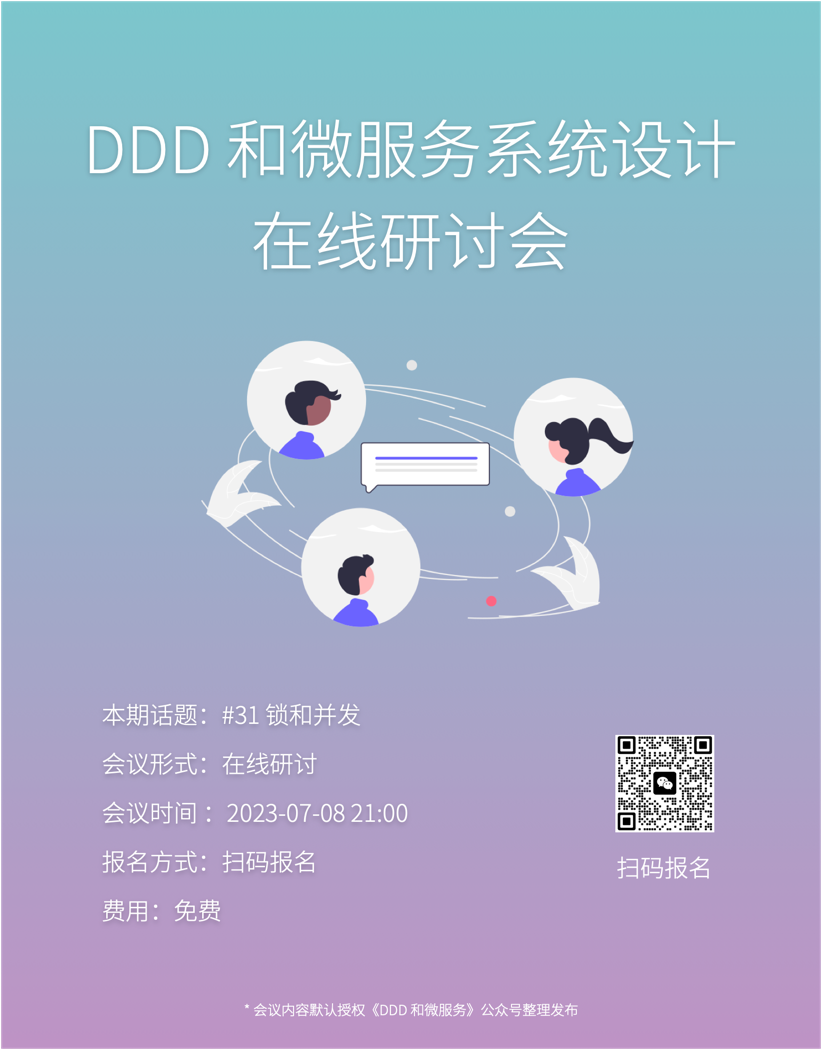 DDD 和微服务系统设计
在线研讨会
本期话题：#31 锁和并发
会议形式：在线研讨
会议时间 ：2023-07-08 21:00
报名方式：扫码报名
费用：免费
扫码报名
* 会议内容默认授权《DDD 和微服务》公众号整理发布